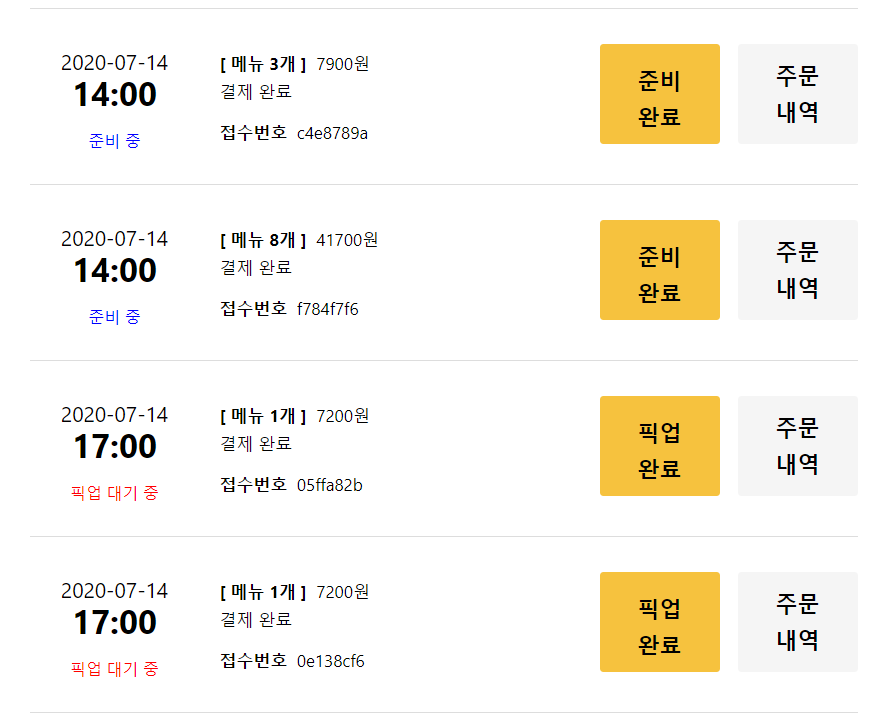 2020-07-14
14:00
준비 중
[ 메뉴 3개 ] 7900원
결제 완료
접수번호 c4e8789a
준비
완료
주문
내역
2020-07-14
14:00
준비 중
[ 메뉴 8개 ] 41700원
결제 완료
접수번호 f784f7f6
준비
완료
주문
내역
2020-07-14
17:00
픽업 대기 중
[ 메뉴 1개 ] 7200원
결제 완료
접수번호 05ffa82b
픽업
완료
주문
내역
2020-07-14
17:00
픽업 대기 중
[ 메뉴 1개 ] 7200원
결제 완료
접수번호 0e138cf6
픽업
완료
주문
내역